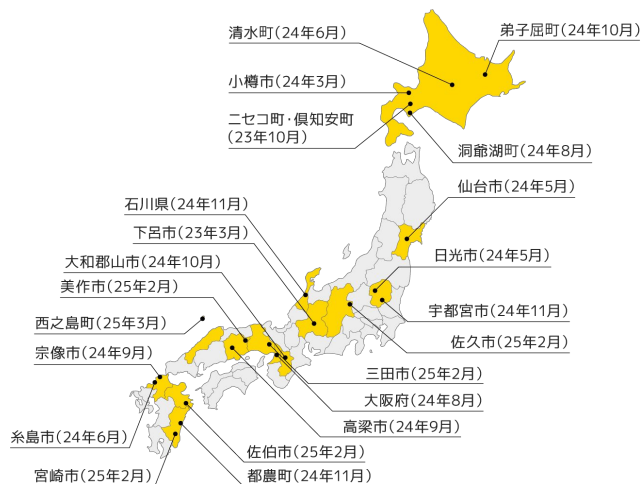 清水町(24年6月)
弟子屈町(24年10月)
小樽市(24年3月)
ニセコ町・倶知安町
(23年10月)
洞爺湖町(24年8月)
仙台市(24年5月)
石川県(24年11月)
下呂市(23年3月)
大和郡山市(24年10月)
美作市(25年2月)
西之島町(25年3月)
宗像市(24年9月)
日光市(24年5月)
宇都宮市(24年11月)
佐久市(25年2月)
三田市(25年2月)
大阪府(24年8月)
高梁市(24年9月)
糸島市(24年6月)
佐伯市(25年2月)
宮崎市(25年2月)
都農町(24年11月)